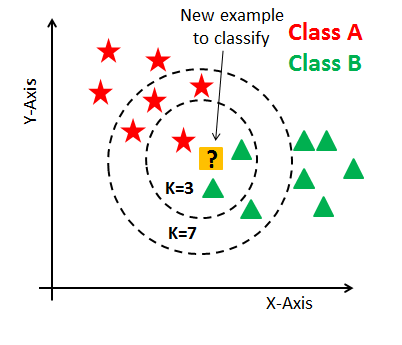 New example
to classify
Class A
Class B
Y-Axis
?
K=3
K=7
X-Axis